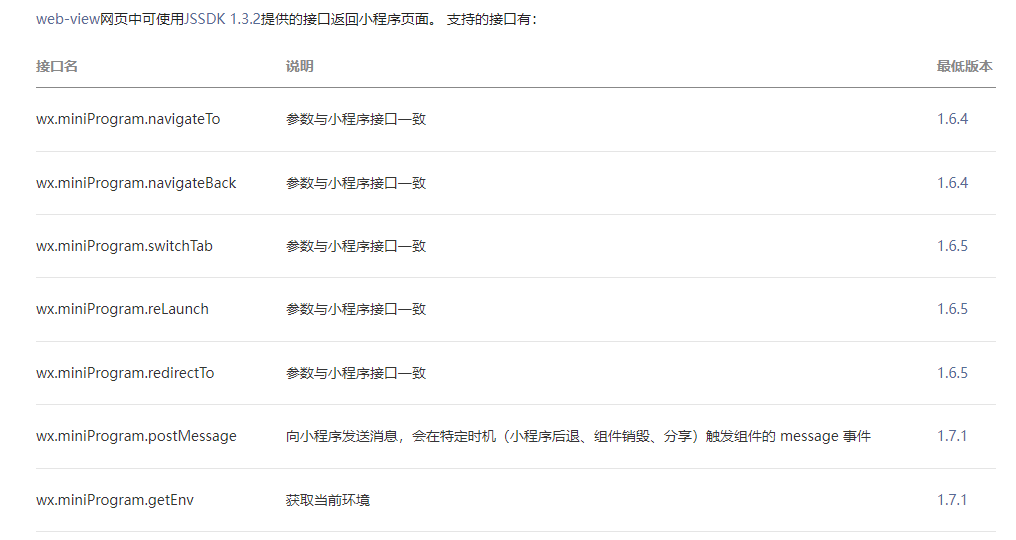 web-view网页中可使用JSSDK 1.3.2提供的接口返回小程序页面。 支持的接口有：
接口名 说明 最低版本
wx.miniProgram.navigateTo 参数与小程序接口一致 1.6.4
wx.miniProgram.navigateBack 参数与小程序接口一致 1.6.4
wx.miniProgram.switchTab 参数与小程序接口一致 1.6.5
wx.miniProgram.reLaunch 参数与小程序接口一致 1.6.5
wx.miniProgram.redirectTo 参数与小程序接口一致 1.6.5
wx.miniProgram.postMessage 向小程序发送消息，会在特定时机（小程序后退、组件销毁、分享）触发组件的 message 事件 1.7.1
wx.miniProgram.getEnv 获取当前环境 1.7.1